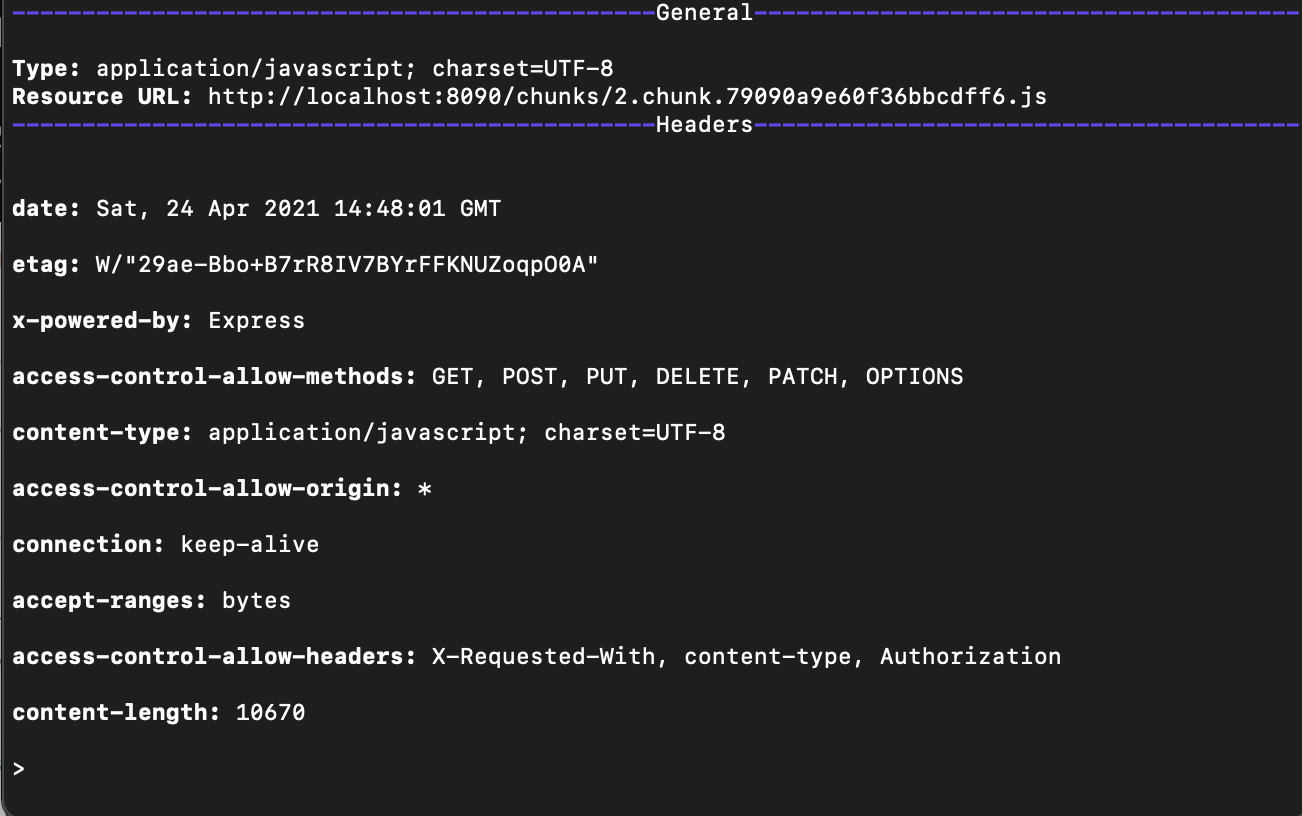 General
Type: application/javascript; charset=UTF-8
Resource URL: http://localhost:8090/chunks/2.chunk.79090a9e60f36bbcdff6.js
Headers
date: Sat, 24 Apr 2021 14:48:01 GMT
etag: W/"29ae-Bbo+B7rR8IV7BYrFFKNUZoqpO0A"
x-powered-by: Express
access-control-allow-methods: GET, POST, PUT, DELETE, PATCH, OPTIONS
content-type: application/javascript; charset=UTF-8
access-control-allow-origin: *
connection: keep-alive
accept-ranges: bytes
access-control-allow-headers: X-Requested-With, content-type, Authorization
content-length: 10670
>